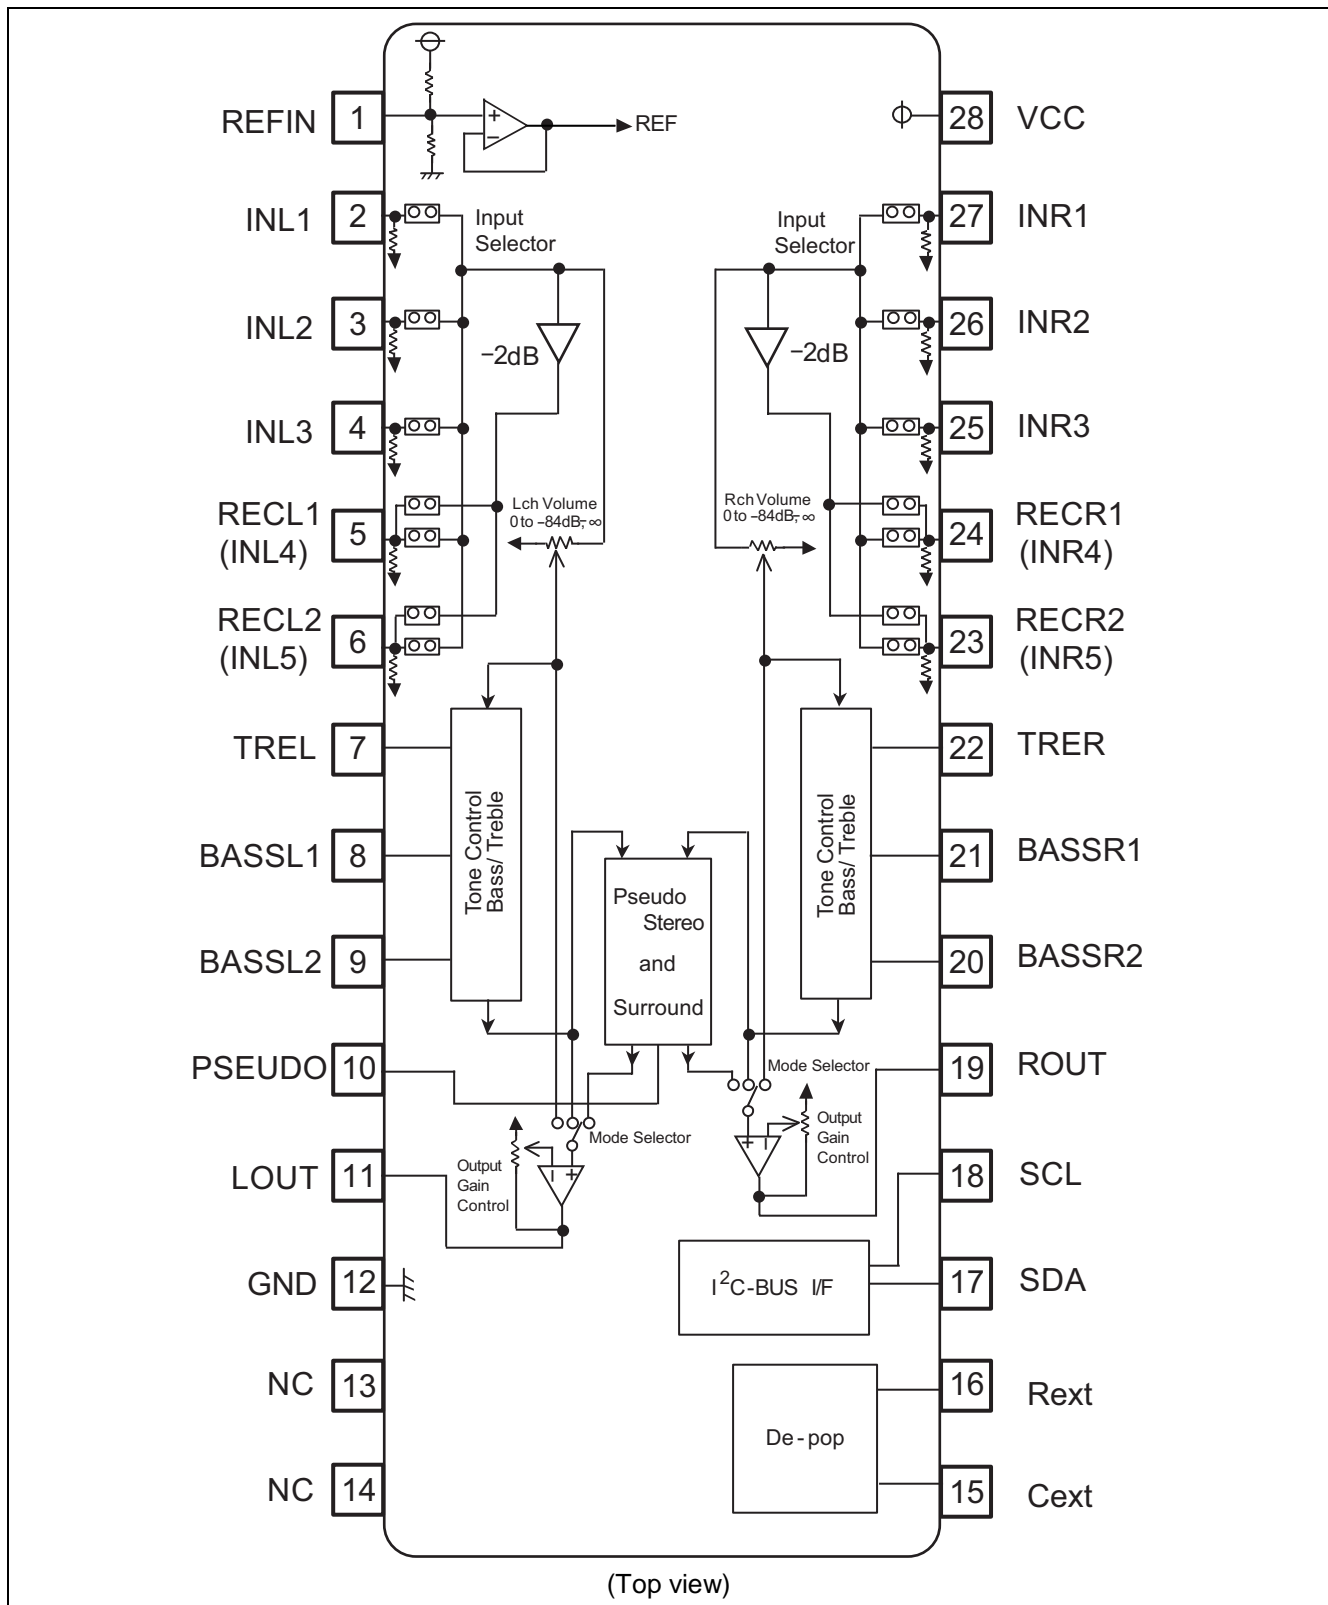 REFIN 1
+
−
REF
28 VCC
INL1 2
Input
Selector
Input
Selector
27 INR1
INL2 3
−2dB
−2dB
26 INR2
INL3 4
25 INR3
RECL1
(INL4)
5
Lch Volume
0 to −84dB, −∞
Rch Volume
0 to −84dB, −∞
24
RECR1
(INR4)
RECL2
(INL5)
6
23
RECR2
(INR5)
TREL 7
22 TRER
Tone Control
Bass/ Treble
Tone Control
Bass/ Treble
BASSL1 8
21 BASSR1
Pseudo
Stereo
and
Surround
BASSL2 9
20 BASSR2
PSEUDO 10
Mode Selector
19 ROUT
Mode Selector
+ −
Output
Gain
Control
LOUT 11
Output
Gain
Control
− +
18 SCL
GND 12
I2C-BUS I/F
17 SDA
NC 13
De-pop
16 Rext
NC 14
15 Cext
(Top view)